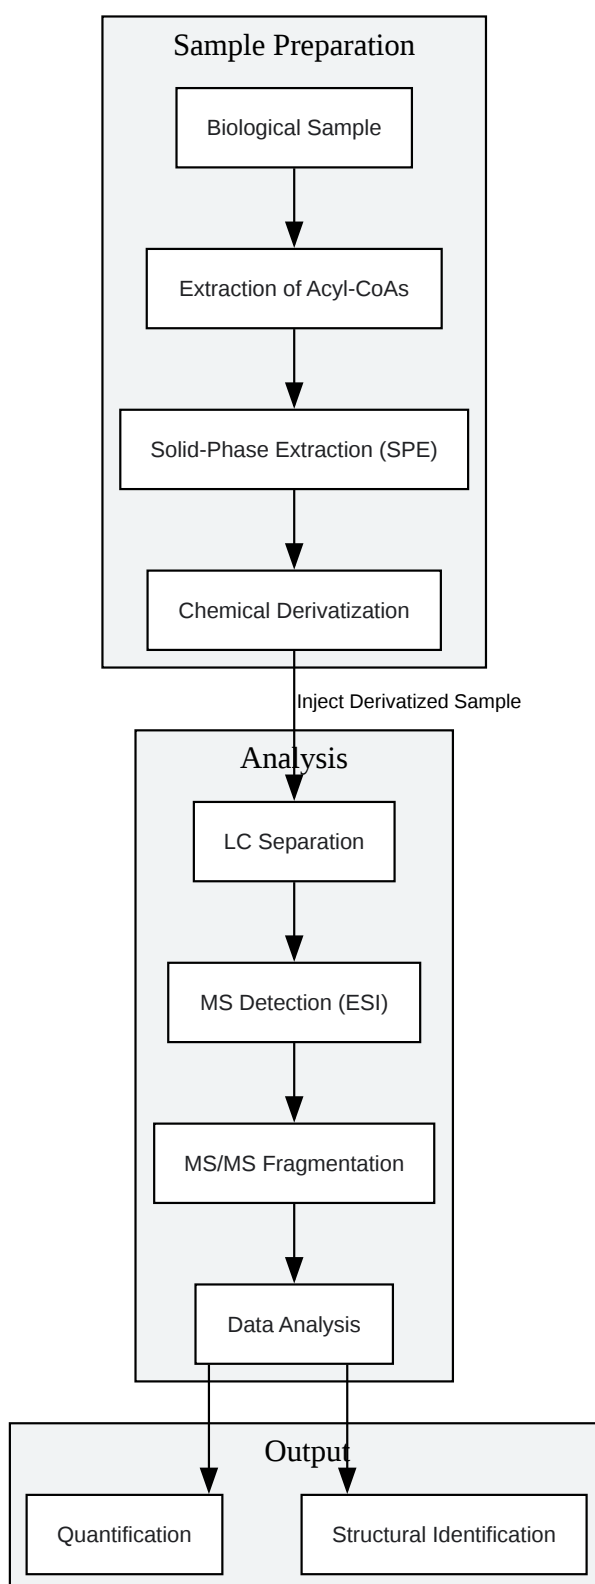 Sample Preparation
Biological Sample
Extraction of Acyl-CoAs
Solid-Phase Extraction (SPE)
Chemical Derivatization
Inject Derivatized Sample
Analysis
LC Separation
MS Detection (ESI)
MS/MS Fragmentation
Data Analysis
Output
Quantification
Structural Identification